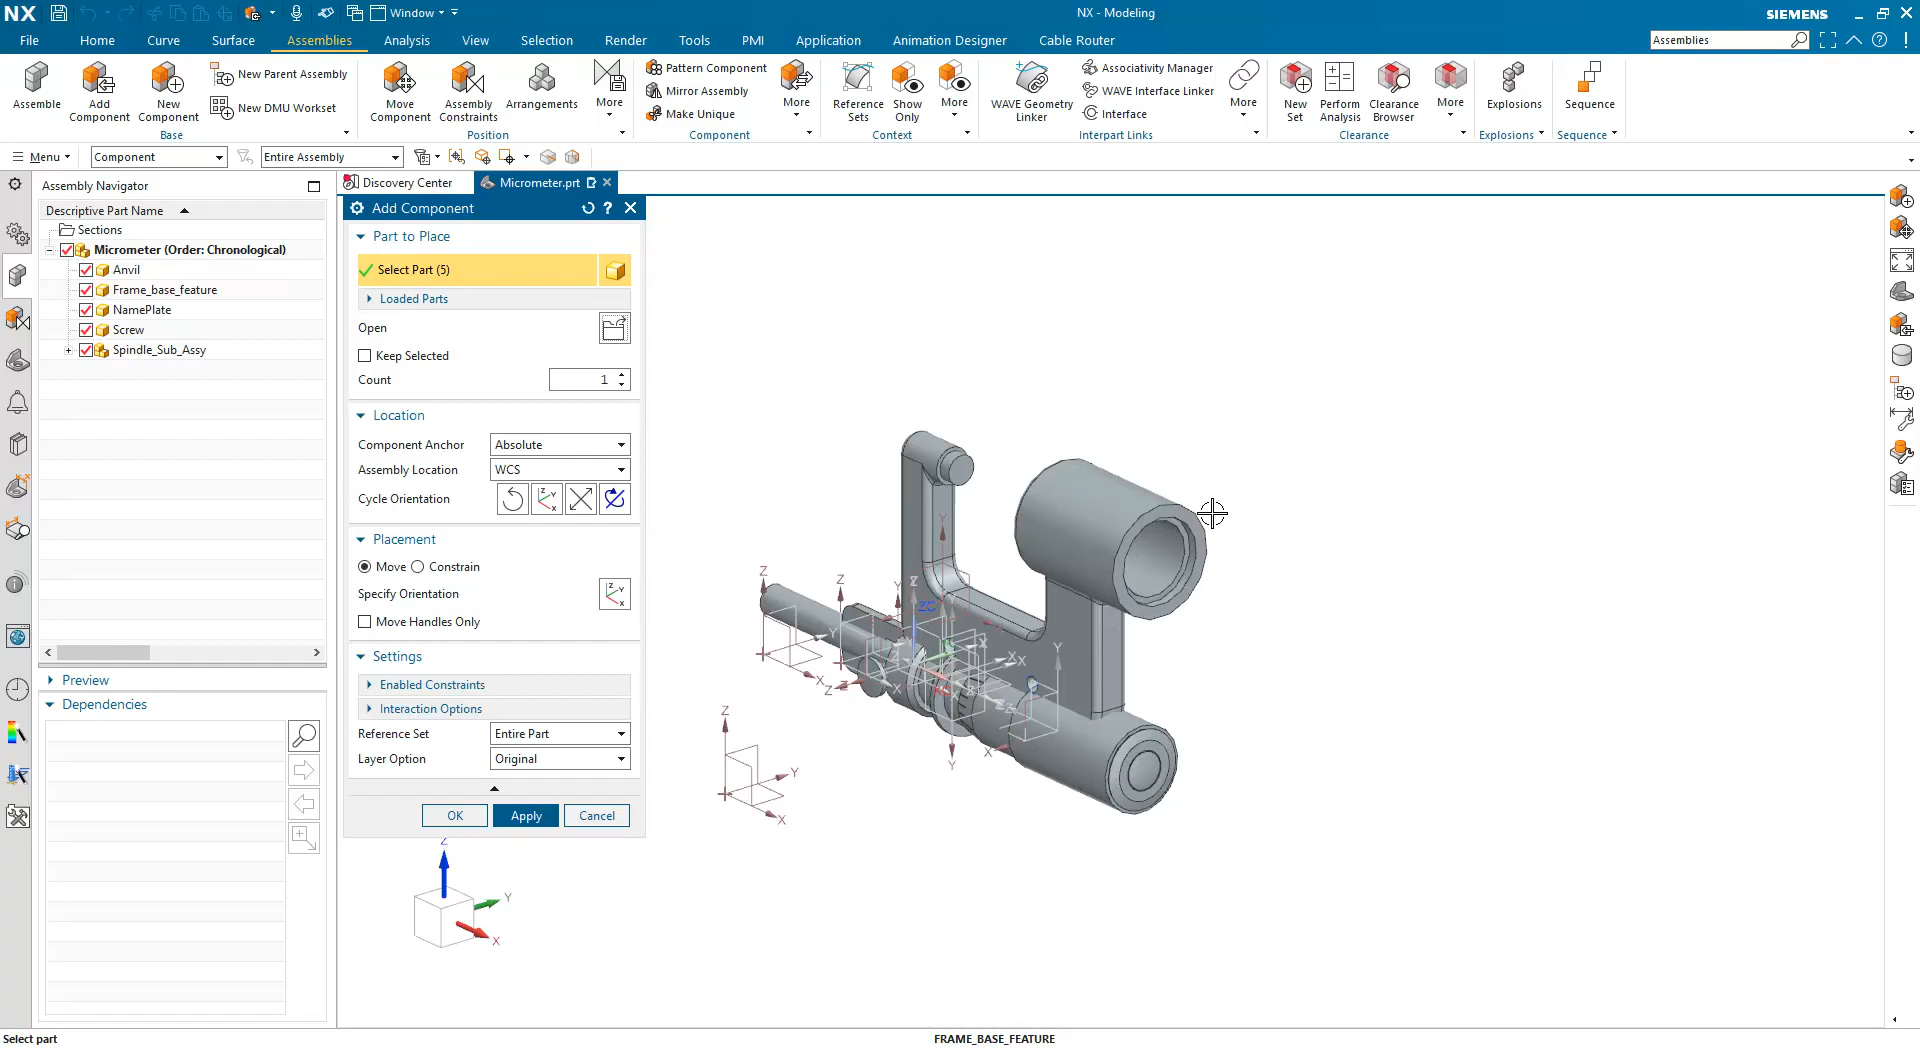 NX
Window
NX - Modeling
SIEMENS
File
Home
Curve
Surface
Assemblies
Analysis
View
Selection
Render
Tools
PMI
Application
Animation Designer
Cable Router
Assemblies
Assemble
Add Component
New Component
New Parent Assembly
New DMU Workset
Base
Move Component
Assembly Constraints
Arrangements
More
Position
Pattern Component
Mirror Assembly
Make Unique
More
Component
Reference Sets
Show Only
More
Context
WAVE Geometry Linker
Associativity Manager
WAVE Interface Linker
Interface
More
Interpart Links
New Set
Perform Analysis
Clearance Browser
More
Clearance
Explosions
Explosions
Sequence
Sequence
Menu
Component
Entire Assembly
Assembly Navigator
Discovery Center
Micrometer.prt
Descriptive Part Name
Sections
Micrometer (Order: Chronological)
Anvil
Frame_base_feature
NamePlate
Screw
Spindle_Sub_Assy
Preview
Dependencies
Add Component
Part to Place
Select Part (5)
Loaded Parts
Open
Keep Selected
Count
1
Location
Component Anchor
Absolute
Assembly Location
WCS
Cycle Orientation
Placement
Move
Constrain
Specify Orientation
Move Handles Only
Settings
Enabled Constraints
Interaction Options
Reference Set
Entire Part
Layer Option
Original
OK
Apply
Cancel
Z
Y
X
Select part
FRAME_BASE_FEATURE